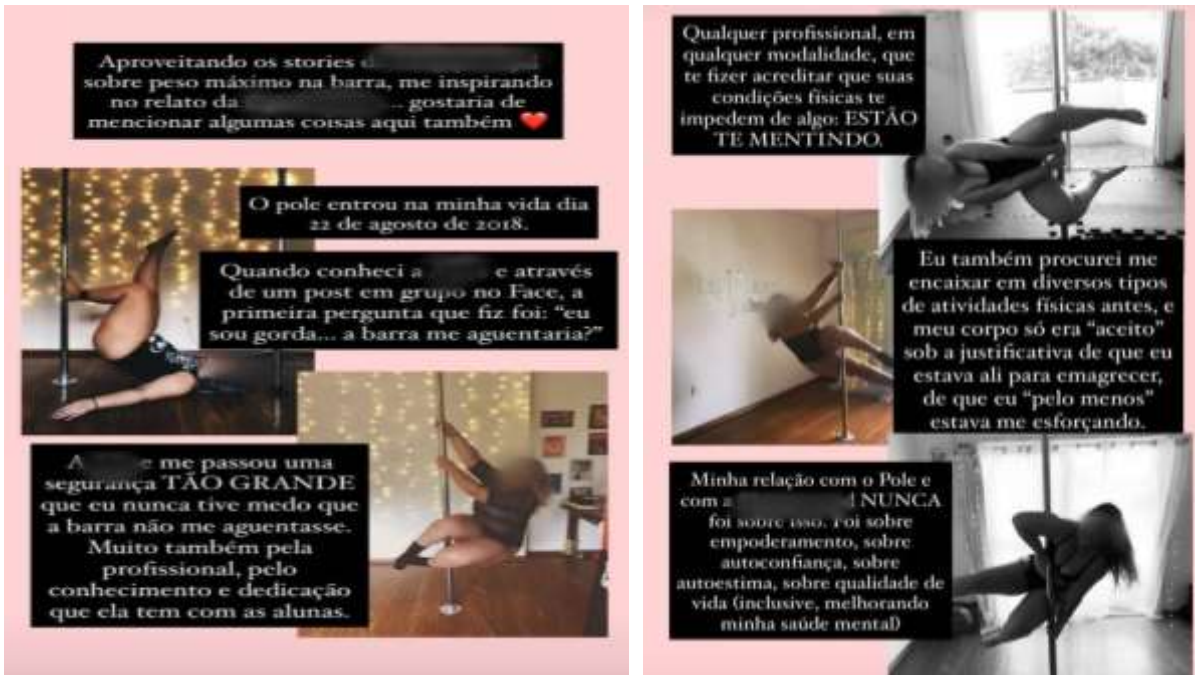 Aproveitando os stories d
sobre peso máximo na barra, me inspirando
no relato da ... gostaria de
mencionar algumas coisas aqui também ❤️
O pole entrou na minha vida dia
22 de agosto de 2018.
Quando conheci a e através
de um post em grupo no Face, a
primeira pergunta que fiz foi: “eu
sou gorda... a barra me aguentaria?”
A e me passou uma
segurança TÃO GRANDE
que eu nunca tive medo que
a barra não me aguentasse.
Muito também pela
profissional, pelo
conhecimento e dedicação
que ela tem com as alunas.
Qualquer profissional, em
qualquer modalidade, que
te fizer acreditar que suas
condições físicas te
impedem de algo: ESTÃO
TE MENTINDO.
Eu também procurei me
encaixar em diversos tipos
de atividades físicas antes, e
meu corpo só era “aceito”
sob a justificativa de que eu
estava ali para emagrecer,
de que eu “pelo menos”
estava me esforçando.
Minha relação com o Pole e
com a NUNCA
foi sobre isso. Foi sobre
empoderamento, sobre
autoconfiança, sobre
autoestima, sobre qualidade de
vida (inclusive, melhorando
minha saúde mental)